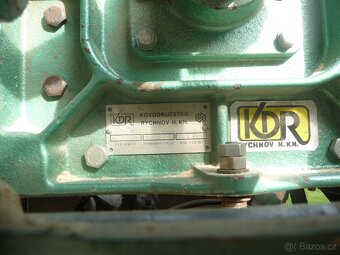 KDR
KOVODRUŽSTVO
RYCHNOV N. KN.
KDR
RYCHNOV N. KN.
© Bazos.cz